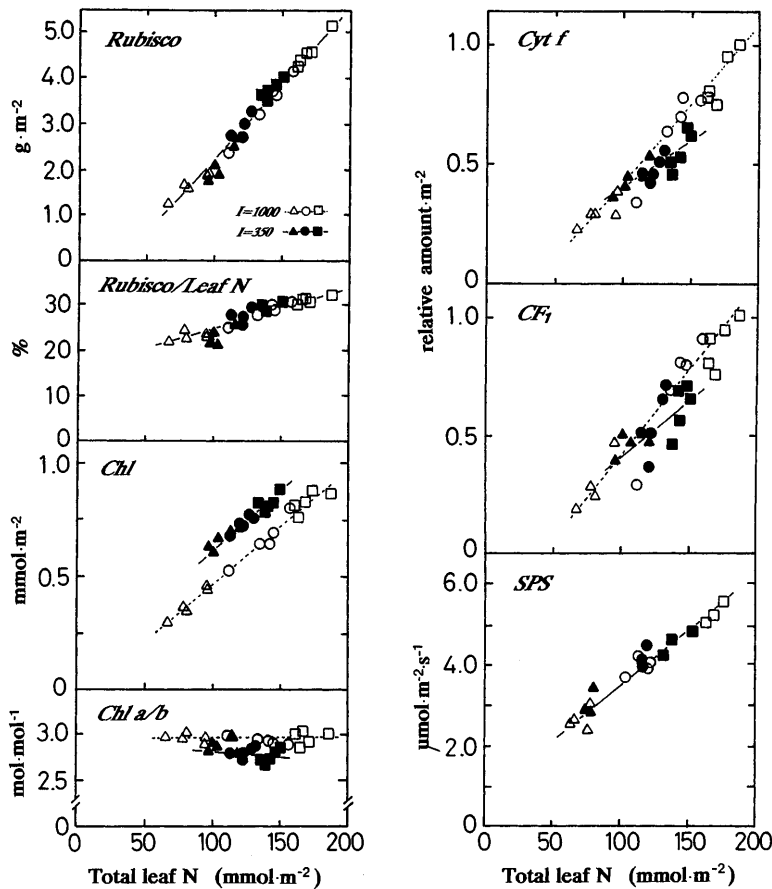 Rubisco
5.0
4.0
3.0
2.0
1.0
0
g·m⁻²
I=1000
I=350
Rubisco/Leaf N
30
20
10
0
%
Chl
1.0
0.5
0
mmol·m⁻²
Chl a/b
3.0
2.5
0
mol·mol⁻¹
0 50 100 150 200
Total leaf N (mmol·m⁻²)
Cyt f
1.0
0.5
0
relative amount·m⁻²
CF₁
1.0
0.5
0
SPS
6.0
4.0
2.0
0
μmol·m⁻²·s⁻¹
0 50 100 150 200
Total leaf N (mmol·m⁻²)